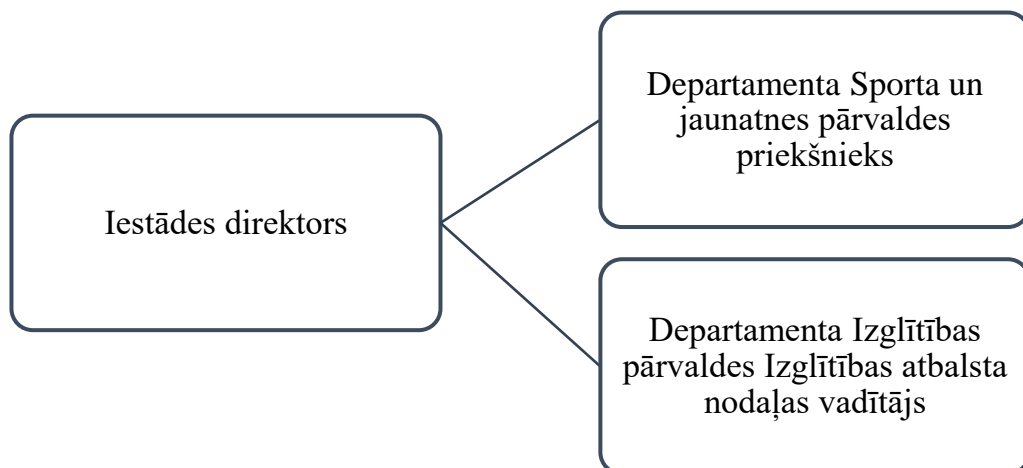 Iestādes direktors
Departamenta Sporta un
jaunatnes pārvaldes
priekšnieks
Departamenta Izglītības
pārvaldes Izglītības atbalsta
nodaļas vadītājs